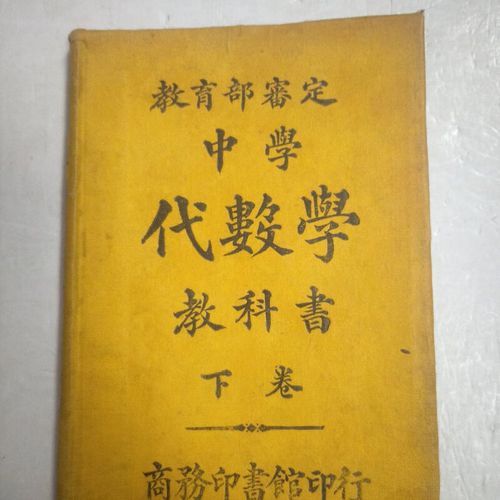 教育部審定
中學
代數學
教科書
下卷
商務印書館印行